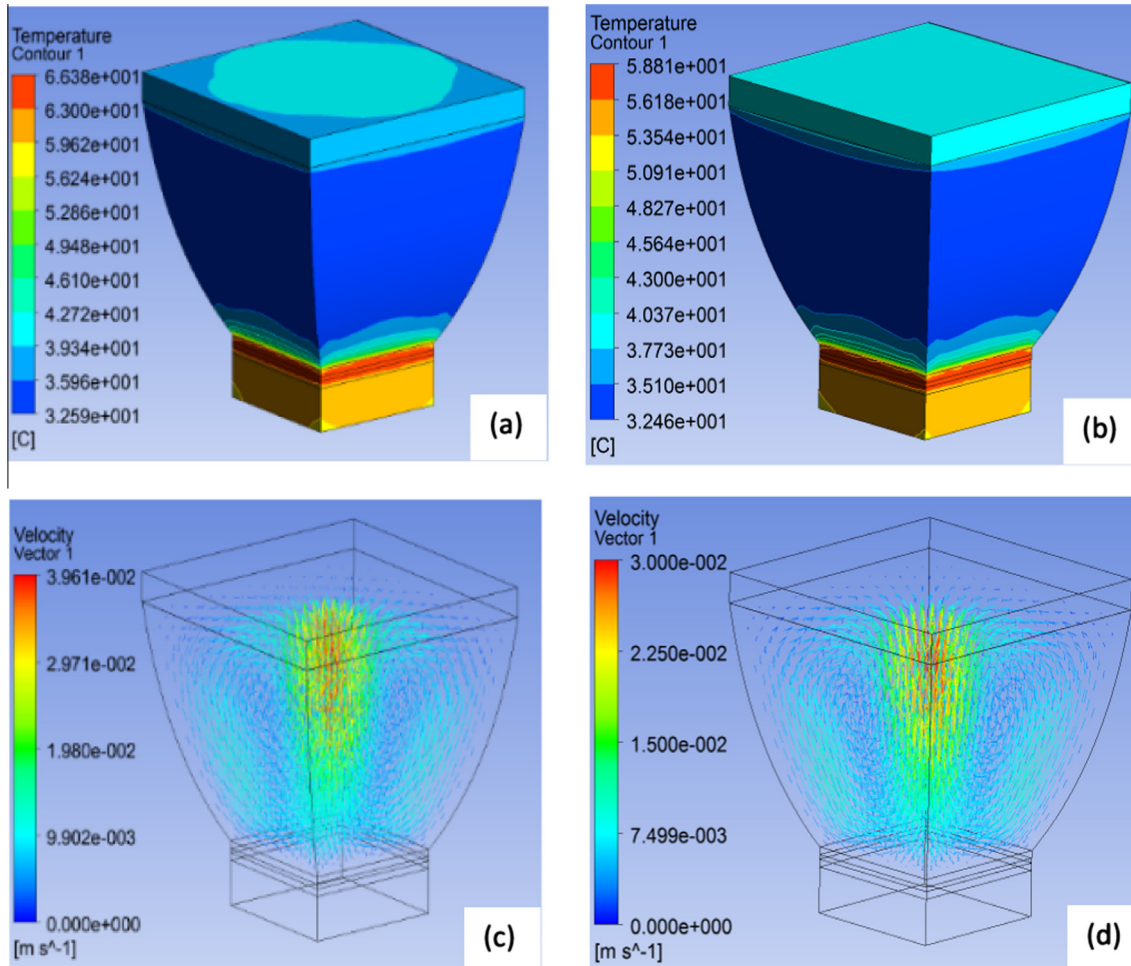 Temperature
Contour 1
6.638e+001
6.300e+001
5.962e+001
5.624e+001
5.286e+001
4.948e+001
4.610e+001
4.272e+001
3.934e+001
3.596e+001
3.259e+001
[C]
(a)
Temperature
Contour 1
5.881e+001
5.618e+001
5.354e+001
5.091e+001
4.827e+001
4.564e+001
4.300e+001
4.037e+001
3.773e+001
3.510e+001
3.246e+001
[C]
(b)
Velocity
Vector 1
3.961e-002
2.971e-002
1.980e-002
9.902e-003
0.000e+000
[m s^-1]
(c)
Velocity
Vector 1
3.000e-002
2.250e-002
1.500e-002
7.499e-003
0.000e+000
[m s^-1]
(d)